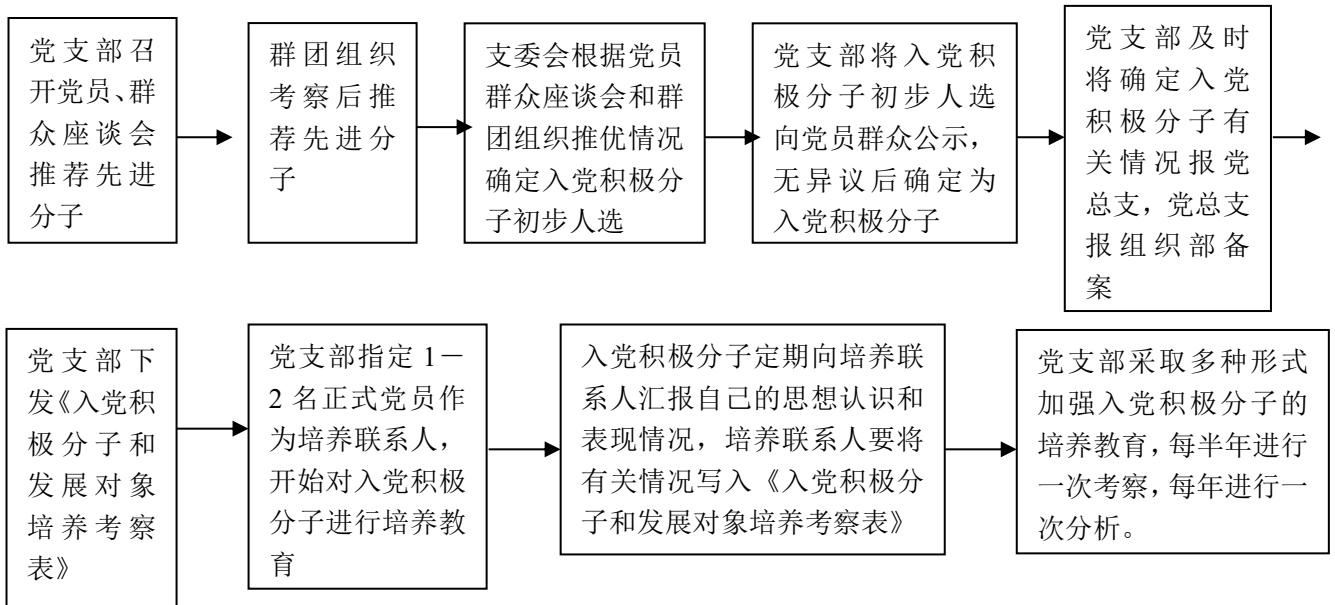 党支部召
开党员、群
众座谈会
推荐先进
分子
群团组织
考察后推
荐先进分
子
支委会根据党员
群众座谈会和群
团组织推优情况
确定入党积极分
子初步人选
党支部将入党积
极分子初步人选
向党员群众公示，
无异议后确定为
入党积极分子
党支部及时
将确定入党
积极分子有
关情况报党
总支，党总支
报组织部备
案
党支部下
发《入党积
极分子和
发展对象
培养考察
表》
党支部指定 1－
2 名正式党员作
为培养联系人，
开始对入党积极
分子进行培养教
育
入党积极分子定期向培养联
系人汇报自己的思想认识和
表现情况，培养联系人要将
有关情况写入《入党积极分
子和发展对象培养考察表》
党支部采取多种形式
加强入党积极分子的
培养教育，每半年进行
一次考察，每年进行一
次分析。